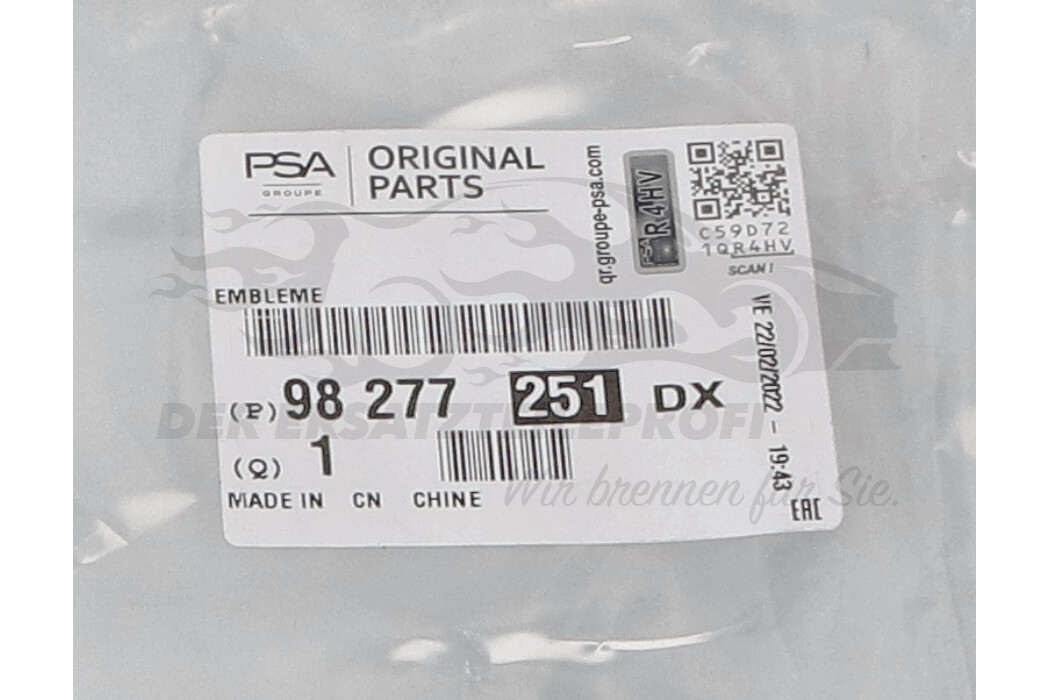 PSA
GROUPE
ORIGINAL
PARTS
qr.groupe-psa.com
PSA R4HV
C59D72
1QR4HV
SCAN !
EMBLEME
(P) 98 277 251 DX
(Q) 1
MADE IN CN CHINE
VE 22/02/2022 - 19:43
EAC
DER ERSATZTEILEPROFI
Wir brennen für Sie.